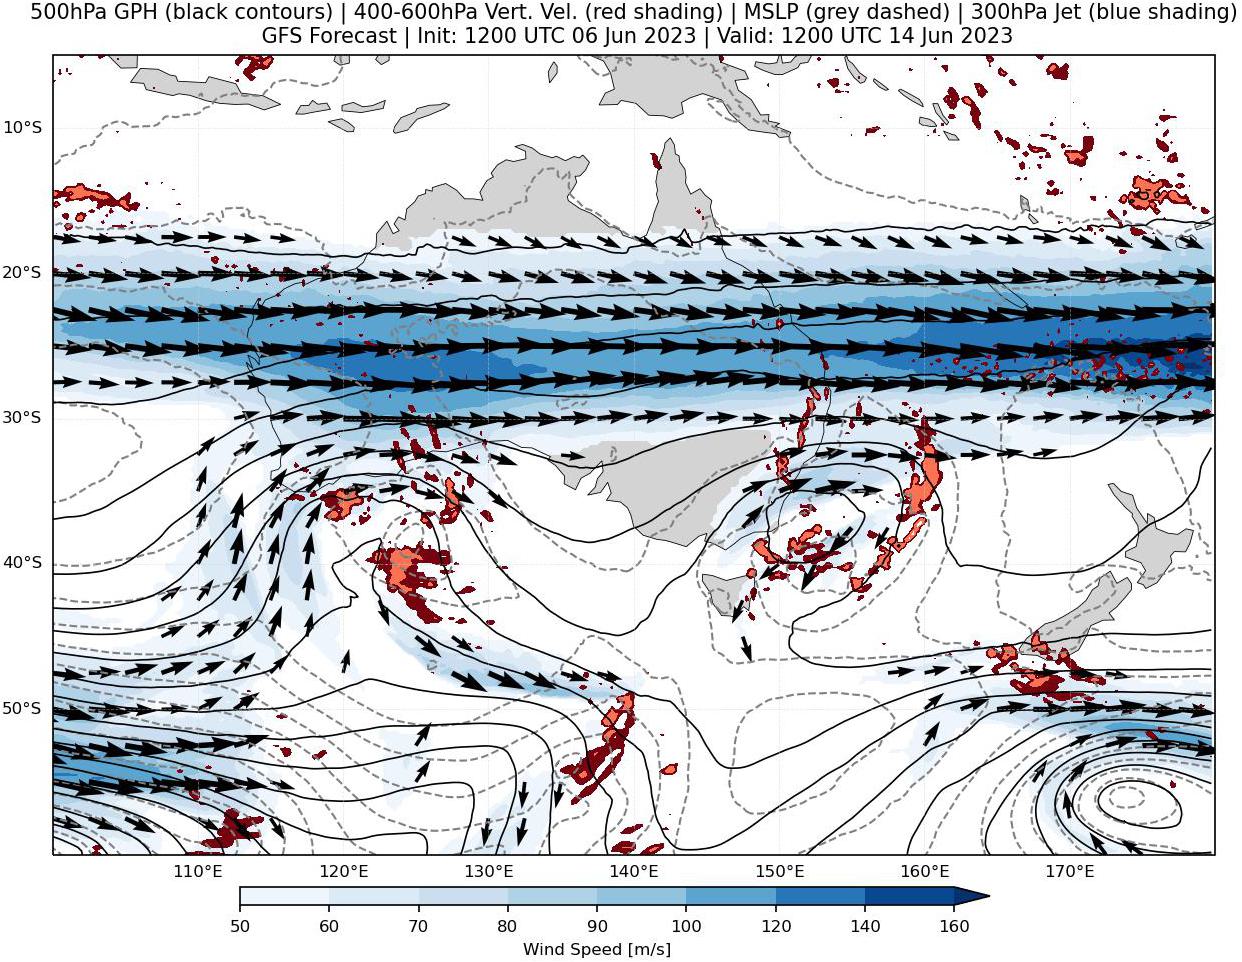 500hPa GPH (black contours) | 400-600hPa Vert. Vel. (red shading) | MSLP (grey dashed) | 300hPa Jet (blue shading)
GFS Forecast | Init: 1200 UTC 06 Jun 2023 | Valid: 1200 UTC 14 Jun 2023
10°S
20°S
30°S
40°S
50°S
110°E 120°E 130°E 140°E 150°E 160°E 170°E
50 60 70 80 90 100 120 140 160
Wind Speed [m/s]